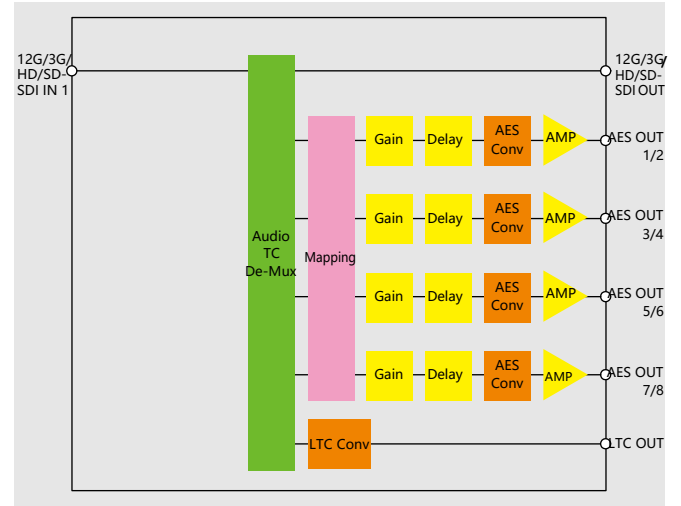 12G/3G/
HD/SD-
SDI IN 1
12G/3G/
HD/SD-
SDI OUT
Gain
Delay
AES
Conv
AMP
AES OUT
1/2
Gain
Delay
AES
Conv
AMP
AES OUT
3/4
Audio
TC
De-Mux
Mapping
Gain
Delay
AES
Conv
AMP
AES OUT
5/6
Gain
Delay
AES
Conv
AMP
AES OUT
7/8
LTC Conv
LTC OUT